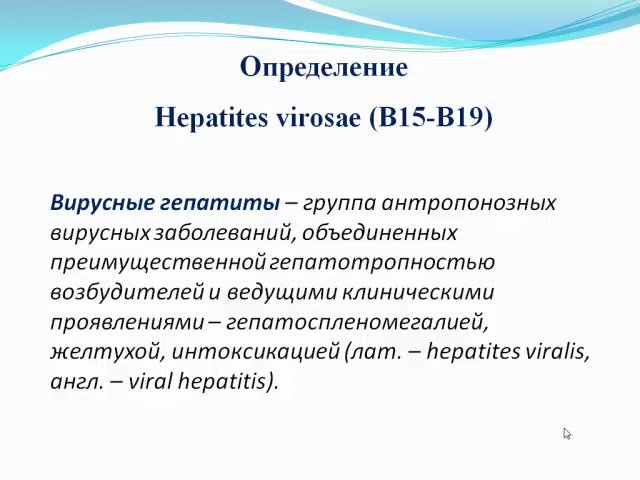 Определение
Hepatites virosae (B15-B19)
Вирусные гепатиты – группа антропонозных
вирусных заболеваний, объединенных
преимущественной гепатотропностью
возбудителей и ведущими клиническими
проявлениями – гепатоспленомегалией,
желтухой, интоксикацией (лат. – hepatites viralis,
англ. – viral hepatitis).